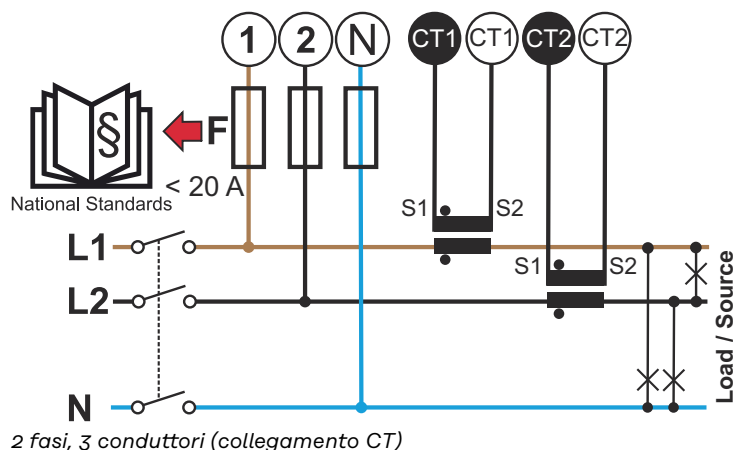 1 2 N CT1 CT1 CT2 CT2
§
F
< 20 A
National Standards
S1 S2
L1
S1 S2
L2
Load / Source
N
2 fasi, 3 conduttori (collegamento CT)